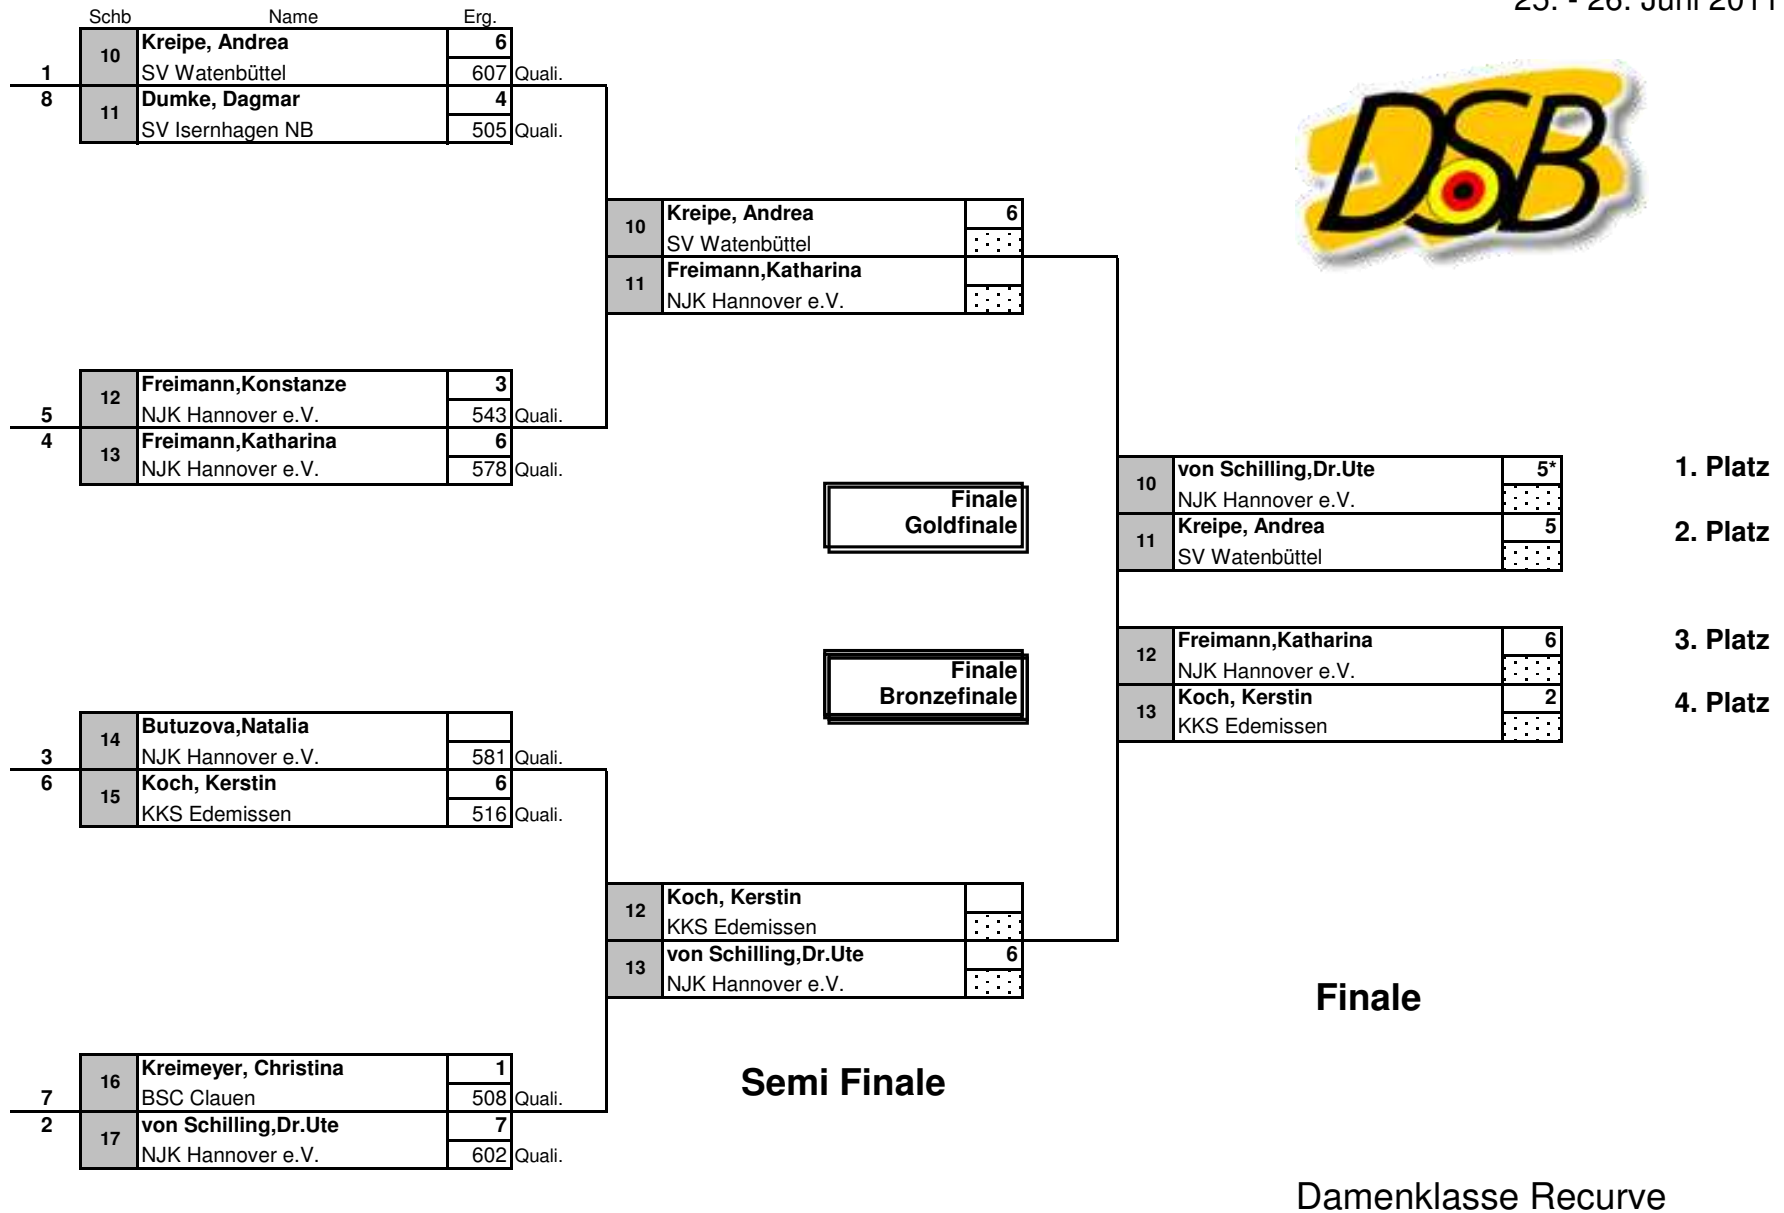 25. - 26. Juni 2011
Schb Name Erg.
10 Kreipe, Andrea 6
1 SV Watenbüttel 607 Quali.
8 11 Dumke, Dagmar 4
SV Isernhagen NB 505 Quali.
DSB
10 Kreipe, Andrea 6
SV Watenbüttel
11 Freimann,Katharina
NJK Hannover e.V.
12 Freimann,Konstanze 3
5 NJK Hannover e.V. 543 Quali.
4 13 Freimann,Katharina 6
NJK Hannover e.V. 578 Quali.
Finale
Goldfinale
10 von Schilling,Dr.Ute 5* 1. Platz
NJK Hannover e.V.
11 Kreipe, Andrea 5 2. Platz
SV Watenbüttel
Finale
Bronzefinale
12 Freimann,Katharina 6 3. Platz
NJK Hannover e.V.
13 Koch, Kerstin 2 4. Platz
KKS Edemissen
14 Butuzova,Natalia
3 NJK Hannover e.V. 581 Quali.
6 15 Koch, Kerstin 6
KKS Edemissen 516 Quali.
12 Koch, Kerstin
KKS Edemissen
13 von Schilling,Dr.Ute 6
NJK Hannover e.V.
Finale
Semi Finale
16 Kreimeyer, Christina 1
7 BSC Clauen 508 Quali.
2 17 von Schilling,Dr.Ute 7
NJK Hannover e.V. 602 Quali.
Damenklasse Recurve